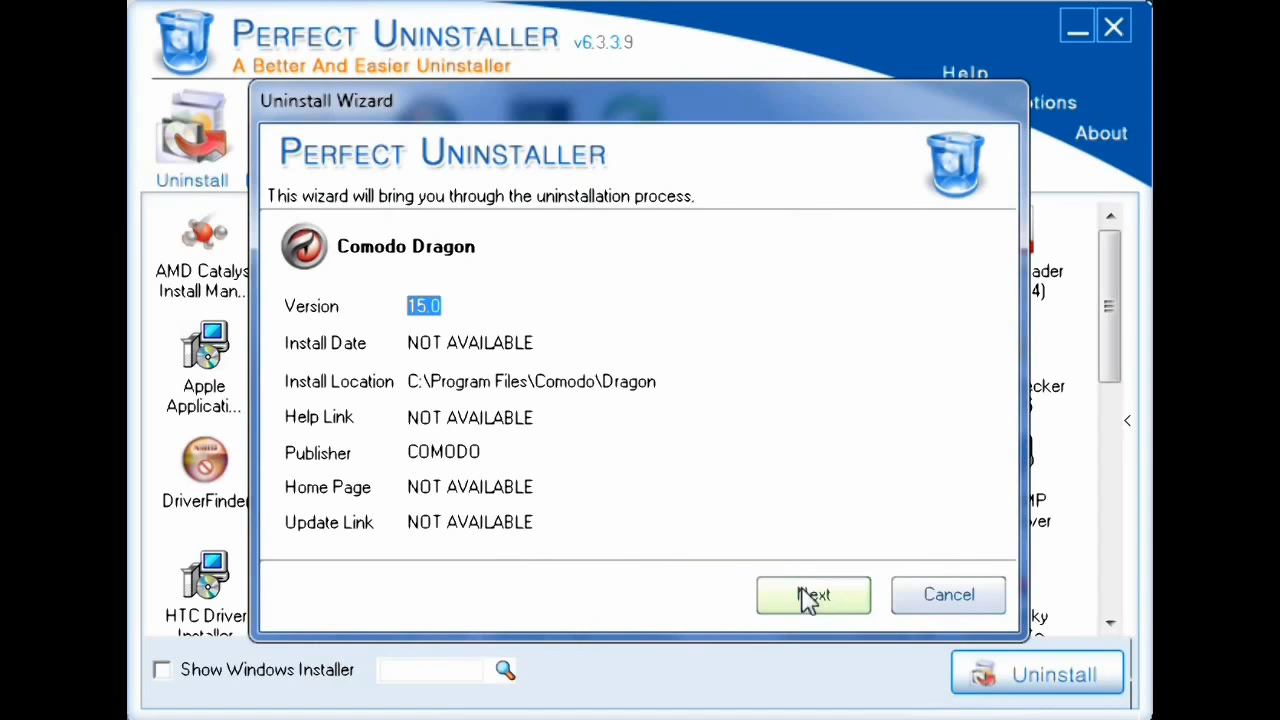 PERFECT UNINSTALLER v6.3.3.9
A Better And Easier Uninstaller
Help
About
Uninstall
Uninstall Wizard
PERFECT UNINSTALLER
This wizard will bring you through the uninstallation process.
Comodo Dragon
Version 15.0
Install Date NOT AVAILABLE
Install Location C:\Program Files\Comodo\Dragon
Help Link NOT AVAILABLE
Publisher COMODO
Home Page NOT AVAILABLE
Update Link NOT AVAILABLE
Next Cancel
AMD Catalys
Install Man...
Apple
Applicati...
DriverFinder
HTC Driver
Installer
Show Windows Installer
Uninstall